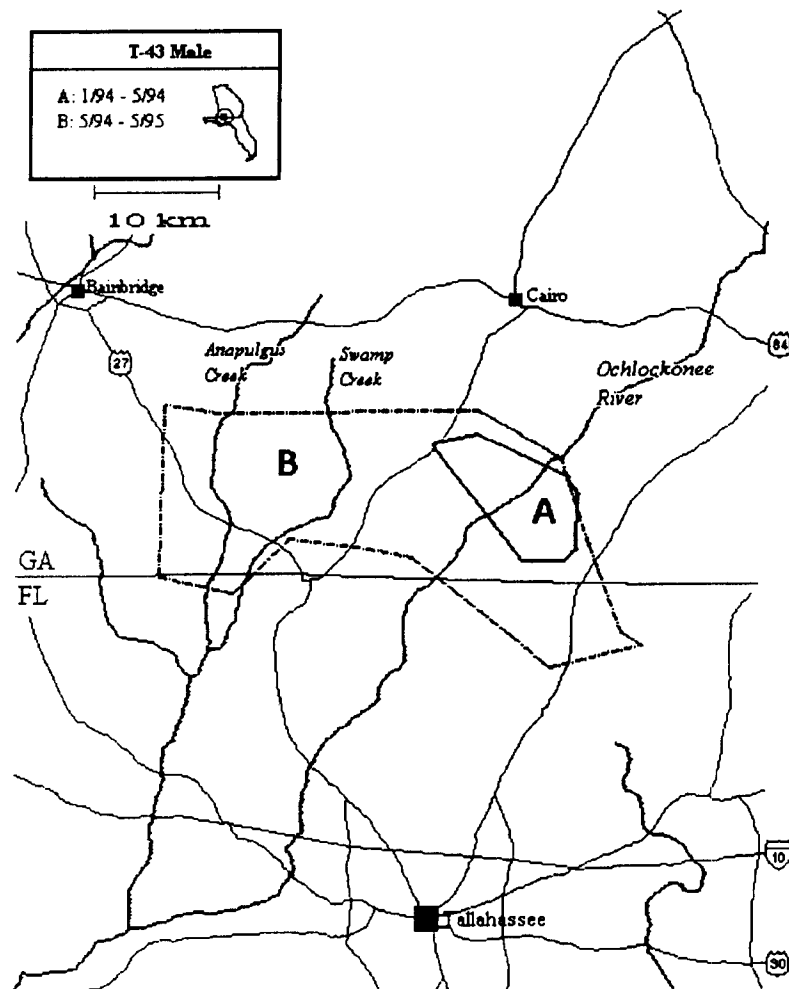 T-43 Male
A: 1/94 - 5/94
B: 5/94 - 5/95
10 km
Bainbridge
Cairo
84
27
Anapulgus
Creek
Swamp
Creek
Ochlockonee
River
B
A
GA
FL
10
allahassee
90